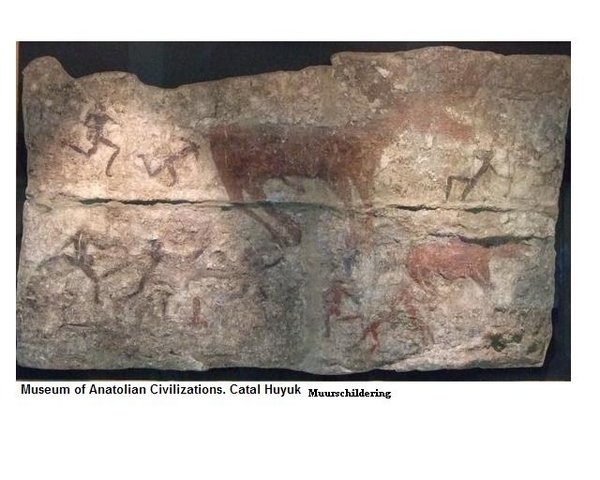 Museum of Anatolian Civilizations. Catal Huyuk Muurschildering